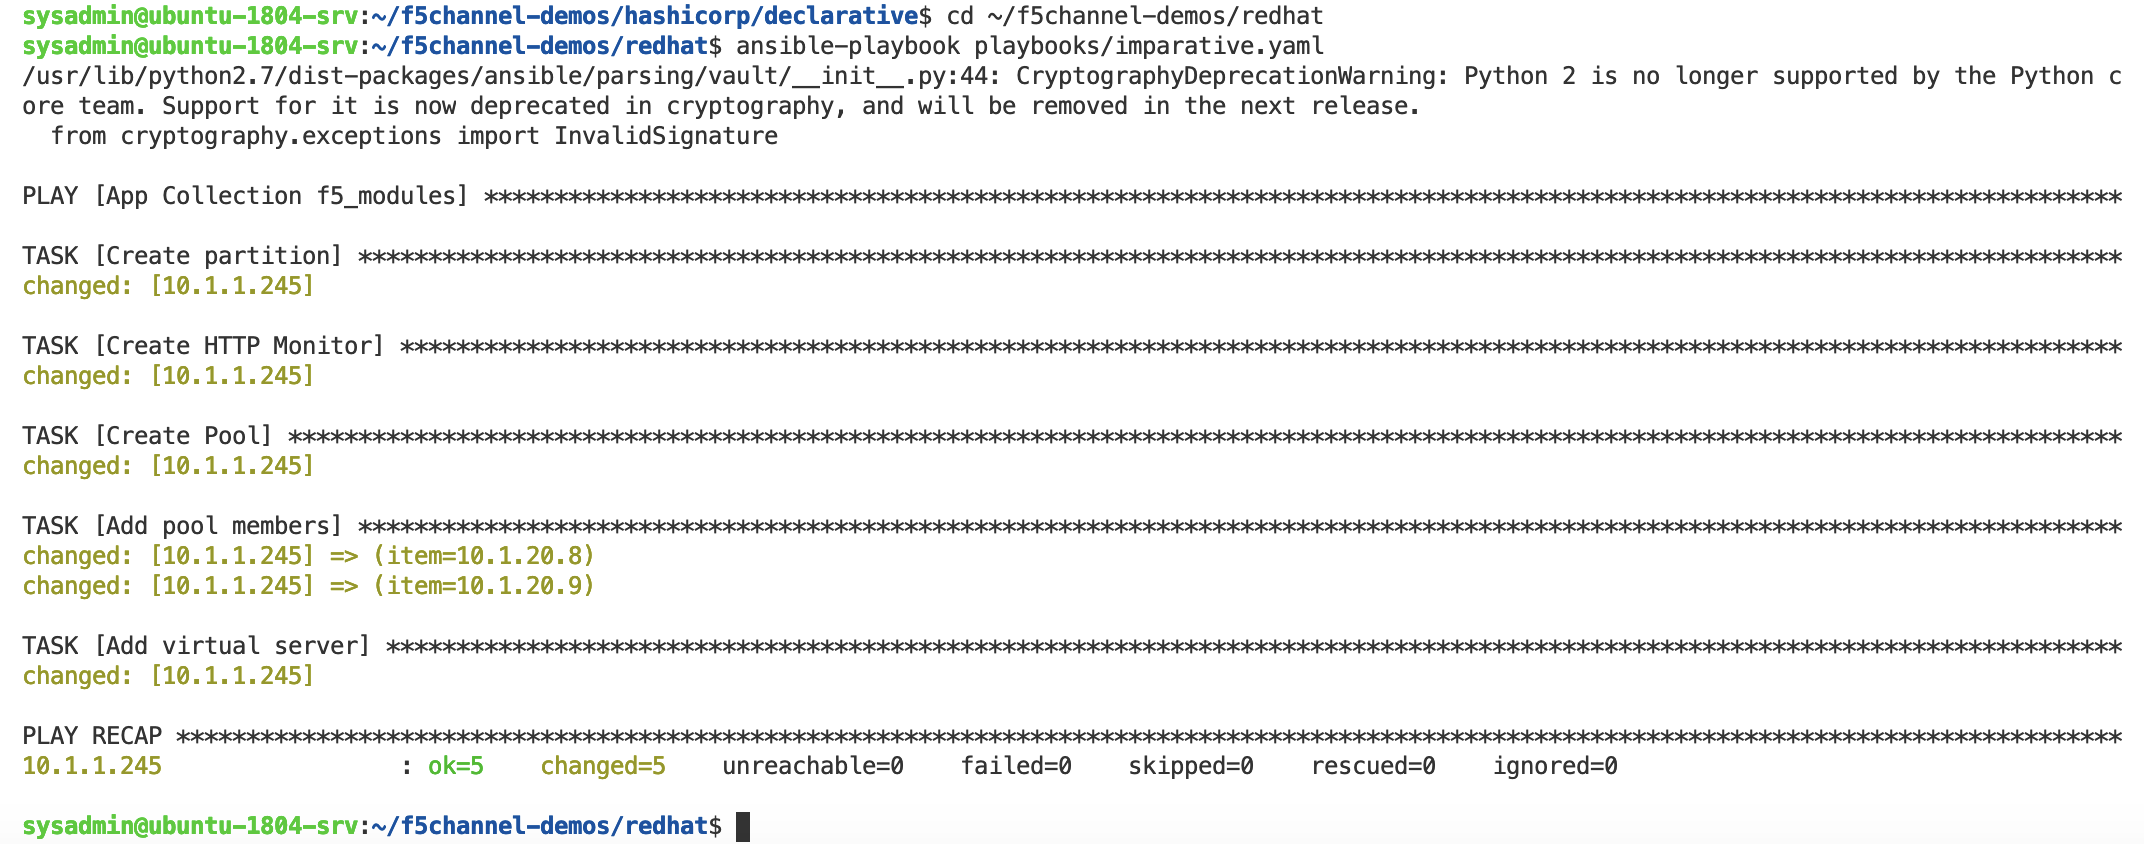 sysadmin@ubuntu-1804-srv:~/f5channel-demos/hashicorp/declarative$ cd ~/f5channel-demos/redhat
sysadmin@ubuntu-1804-srv:~/f5channel-demos/redhat$ ansible-playbook playbooks/imparative.yaml
/usr/lib/python2.7/dist-packages/ansible/parsing/vault/__init__.py:44: CryptographyDeprecationWarning: Python 2 is no longer supported by the Python c
ore team. Support for it is now deprecated in cryptography, and will be removed in the next release.
  from cryptography.exceptions import InvalidSignature
PLAY [App Collection f5_modules] *********************************************************************************************************************
TASK [Create partition] ******************************************************************************************************************************
changed: [10.1.1.245]
TASK [Create HTTP Monitor] ***************************************************************************************************************************
changed: [10.1.1.245]
TASK [Create Pool] ***********************************************************************************************************************************
changed: [10.1.1.245]
TASK [Add pool members] ******************************************************************************************************************************
changed: [10.1.1.245] => (item=10.1.20.8)
changed: [10.1.1.245] => (item=10.1.20.9)
TASK [Add virtual server] ****************************************************************************************************************************
changed: [10.1.1.245]
PLAY RECAP *******************************************************************************************************************************************
10.1.1.245                 : ok=5    changed=5    unreachable=0    failed=0    skipped=0    rescued=0    ignored=0
sysadmin@ubuntu-1804-srv:~/f5channel-demos/redhat$